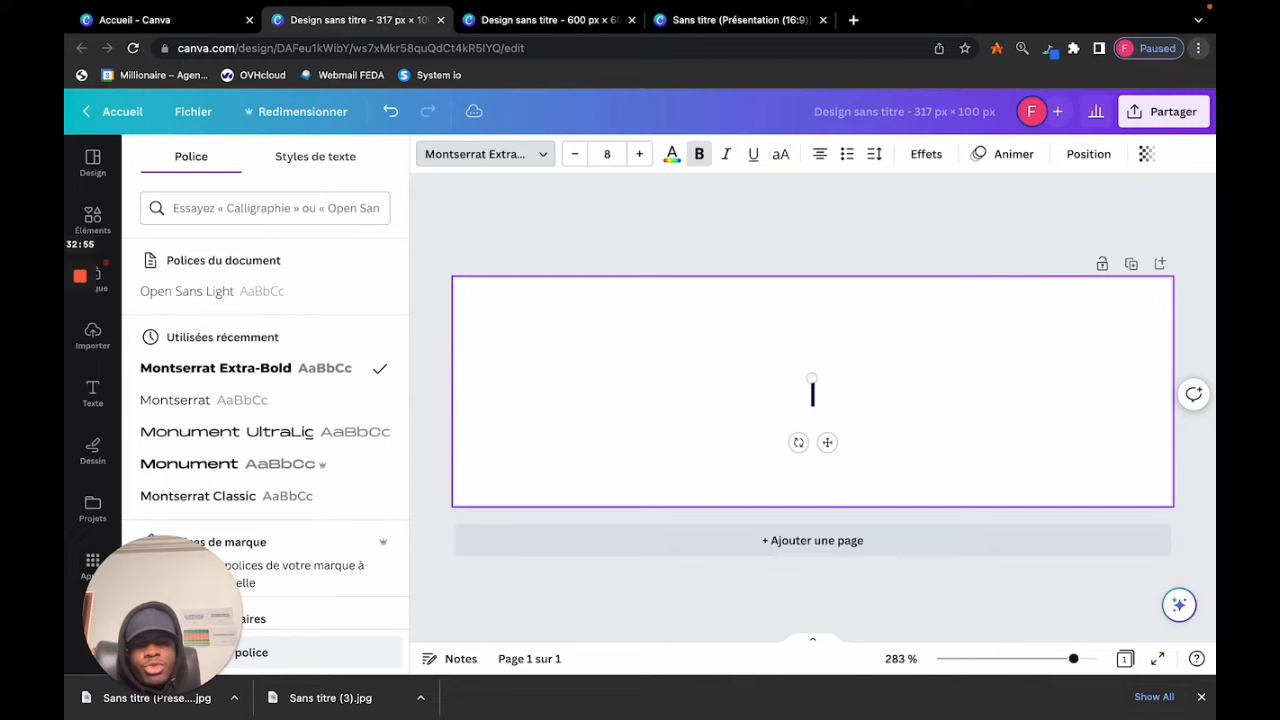 Accueil - Canva
Design sans titre - 317 px × 10
Design sans titre - 600 px × 60
Sans titre (Présentation (16:9))
canva.com/design/DAFeu1kWibY/ws7xMkr58quQdCt4kR5IYQ/edit
F Paused
Millionaire – Agen...
OVHcloud
Webmail FEDA
System io
Accueil
Fichier
Redimensionner
Design sans titre - 317 px × 100 px
F
Partager
Police
Styles de texte
Montserrat Extra...
8
B
I
U
aA
Effets
Animer
Position
Design
Essayez « Calligraphie » ou « Open San
Éléments
32:55
Polices du document
Open Sans Light AaBbCc
que
Utilisées récemment
Importer
Montserrat Extra-Bold AaBbCc
Montserrat AaBbCc
Texte
Monument UltraLig AaBbCc
Dessin
Monument AaBbCc
Projets
Montserrat Classic AaBbCc
de marque
polices de votre marque à
+ Ajouter une page
aires
police
Notes
Page 1 sur 1
283 %
1
Sans titre (Prése....jpg
Sans titre (3).jpg
Show All